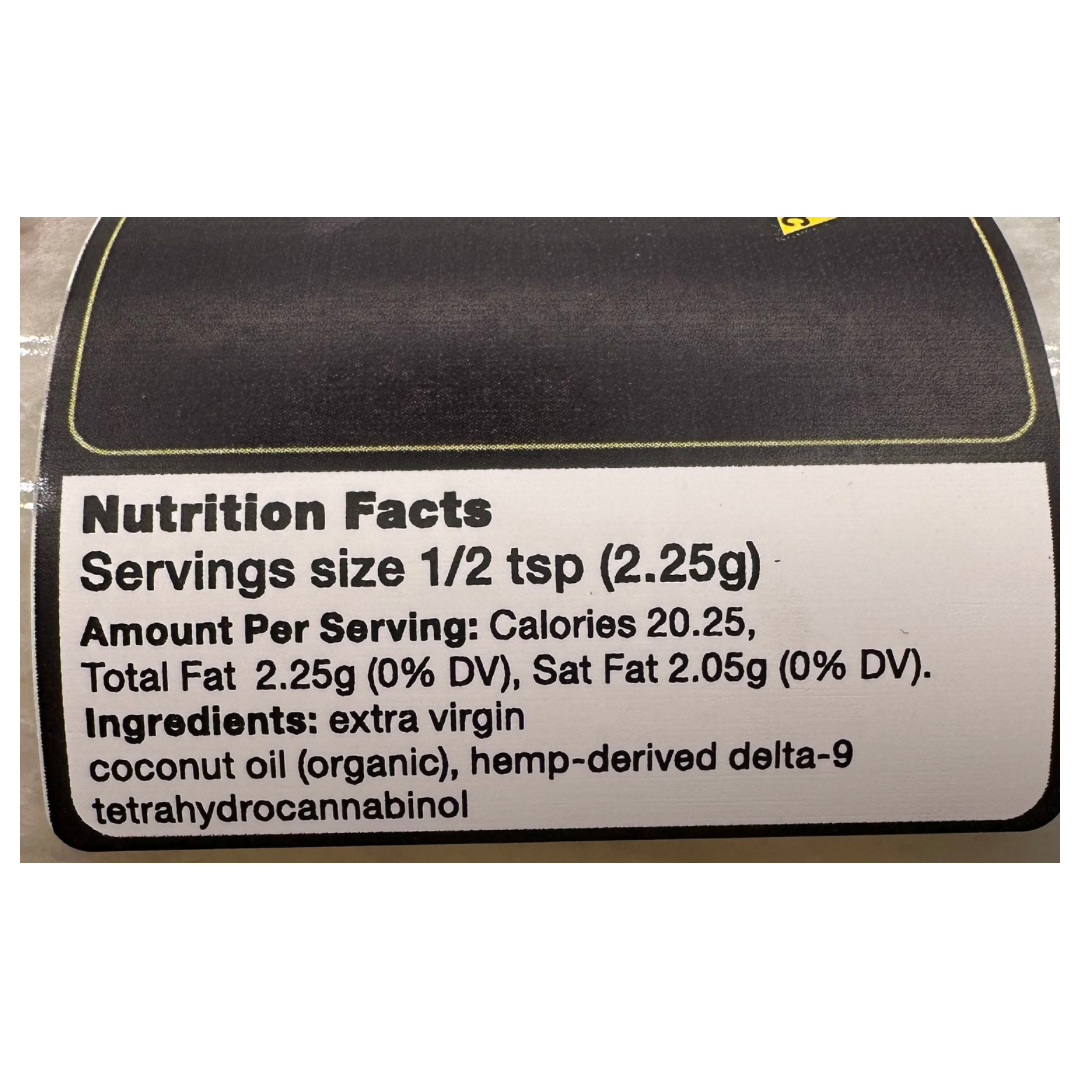 C
Nutrition Facts
Servings size 1/2 tsp (2.25g)
Amount Per Serving: Calories 20.25,
Total Fat 2.25g (0% DV), Sat Fat 2.05g (0% DV).
Ingredients: extra virgin
coconut oil (organic), hemp-derived delta-9
tetrahydrocannabinol